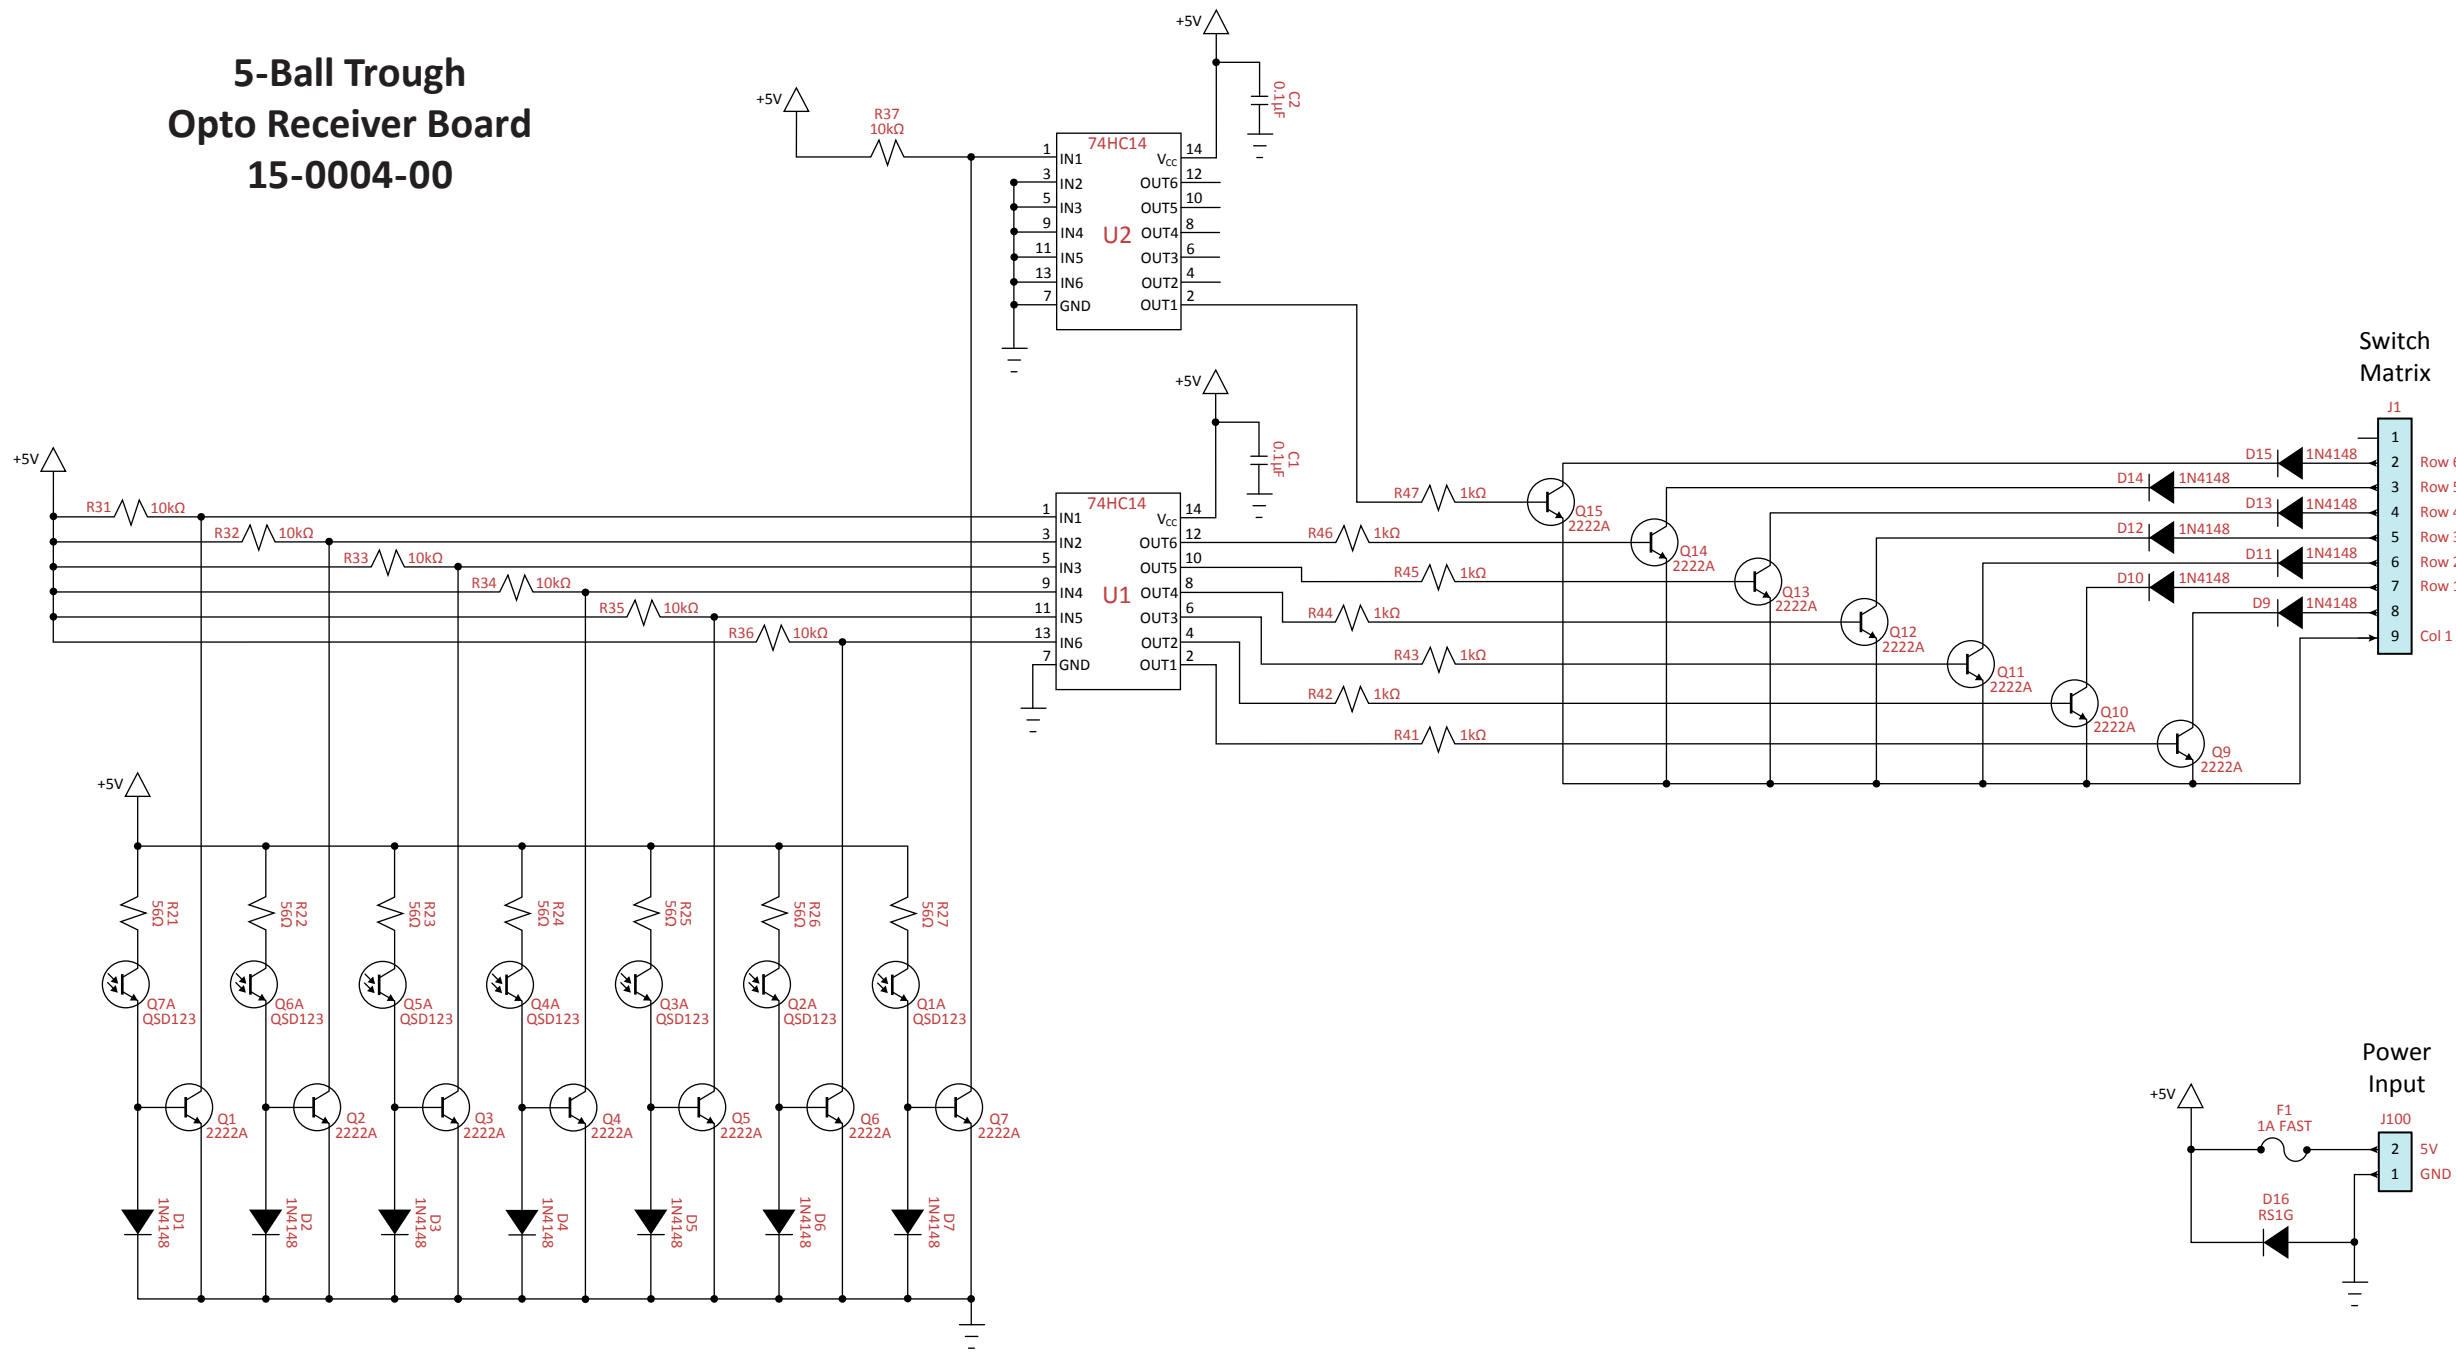 5-Ball Trough
Opto Receiver Board
15-0004-00
+5V
C2
0.1µF
+5V
R37
10kΩ
74HC14
U2
1 IN1
3 IN2
5 IN3
9 IN4
11 IN5
13 IN6
7 GND
VCC 14
OUT6 12
OUT5 10
OUT4 8
OUT3 6
OUT2 4
OUT1 2
+5V
C1
0.1µF
+5V
R31 10kΩ
R32 10kΩ
R33 10kΩ
R34 10kΩ
R35 10kΩ
R36 10kΩ
74HC14
U1
1 IN1
3 IN2
5 IN3
9 IN4
11 IN5
13 IN6
7 GND
VCC 14
OUT6 12
OUT5 10
OUT4 8
OUT3 6
OUT2 4
OUT1 2
R47 1kΩ
R46 1kΩ
R45 1kΩ
R44 1kΩ
R43 1kΩ
R42 1kΩ
R41 1kΩ
Q15
2222A
Q14
2222A
Q13
2222A
Q12
2222A
Q11
2222A
Q10
2222A
Q9
2222A
D15 1N4148
D14 1N4148
D13 1N4148
D12 1N4148
D11 1N4148
D10 1N4148
D9 1N4148
Switch
Matrix
J1
1
2 Row 6
3 Row 5
4 Row 4
5 Row 3
6 Row 2
7 Row 1
8
9 Col 1
+5V
R21
56Ω
R22
56Ω
R23
56Ω
R24
56Ω
R25
56Ω
R26
56Ω
R27
56Ω
Q7A
QSD123
Q6A
QSD123
Q5A
QSD123
Q4A
QSD123
Q3A
QSD123
Q2A
QSD123
Q1A
QSD123
Q1
2222A
Q2
2222A
Q3
2222A
Q4
2222A
Q5
2222A
Q6
2222A
Q7
2222A
D1
1N4148
D2
1N4148
D3
1N4148
D4
1N4148
D5
1N4148
D6
1N4148
D7
1N4148
Power
Input
+5V
F1
1A FAST
J100
2 5V
1 GND
D16
RS1G